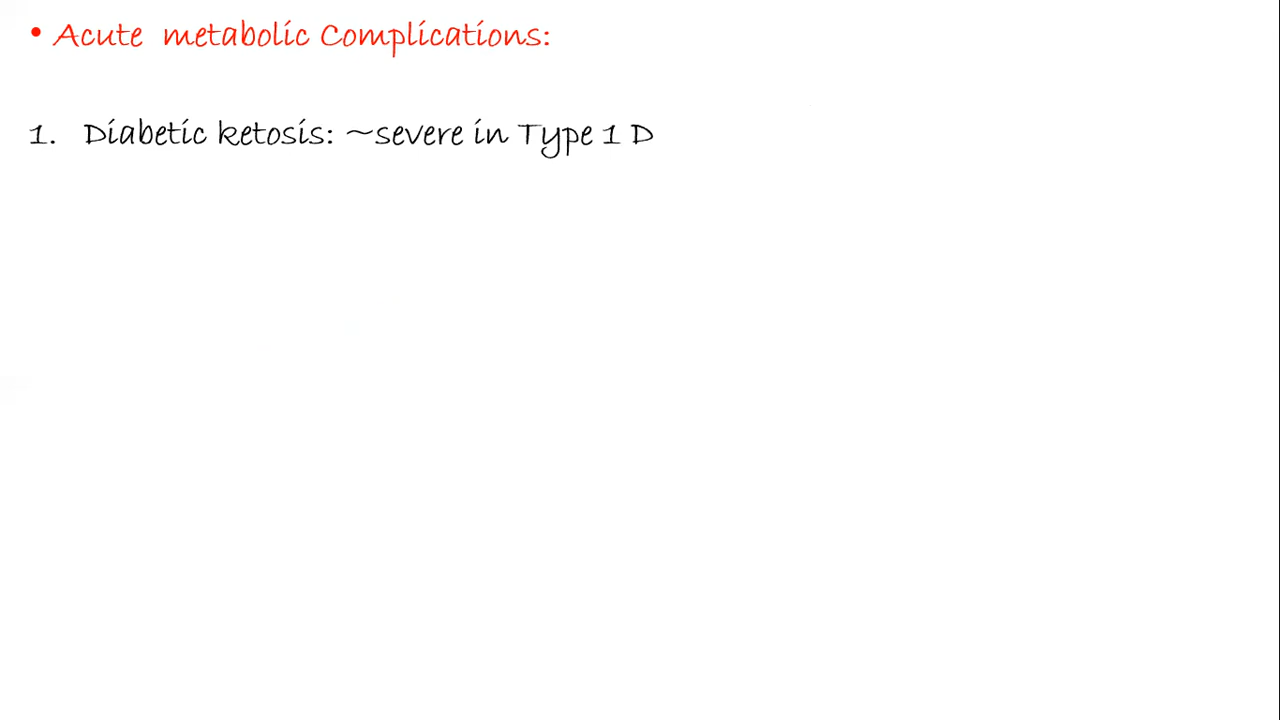 • Acute metabolic Complications:
1. Diabetic ketosis: ~severe in Type 1 D